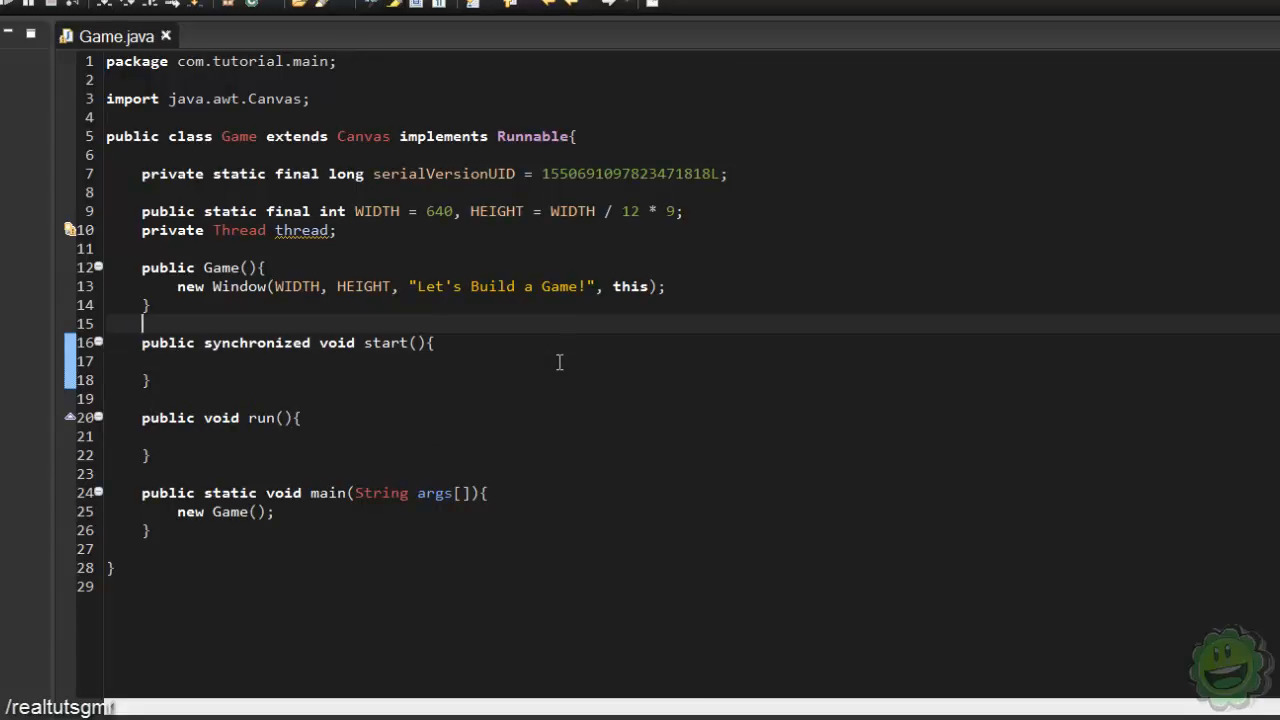 Game.java
1 package com.tutorial.main;
2
3 import java.awt.Canvas;
4
5 public class Game extends Canvas implements Runnable{
6
7 private static final long serialVersionUID = 1550691097823471818L;
8
9 public static final int WIDTH = 640, HEIGHT = WIDTH / 12 * 9;
10 private Thread thread;
11
12 public Game(){
13 new Window(WIDTH, HEIGHT, "Let's Build a Game!", this);
14 }
15
16 public synchronized void start(){
17
18 }
19
20 public void run(){
21
22 }
23
24 public static void main(String args[]){
25 new Game();
26 }
27
28 }
29
/realtutsgm